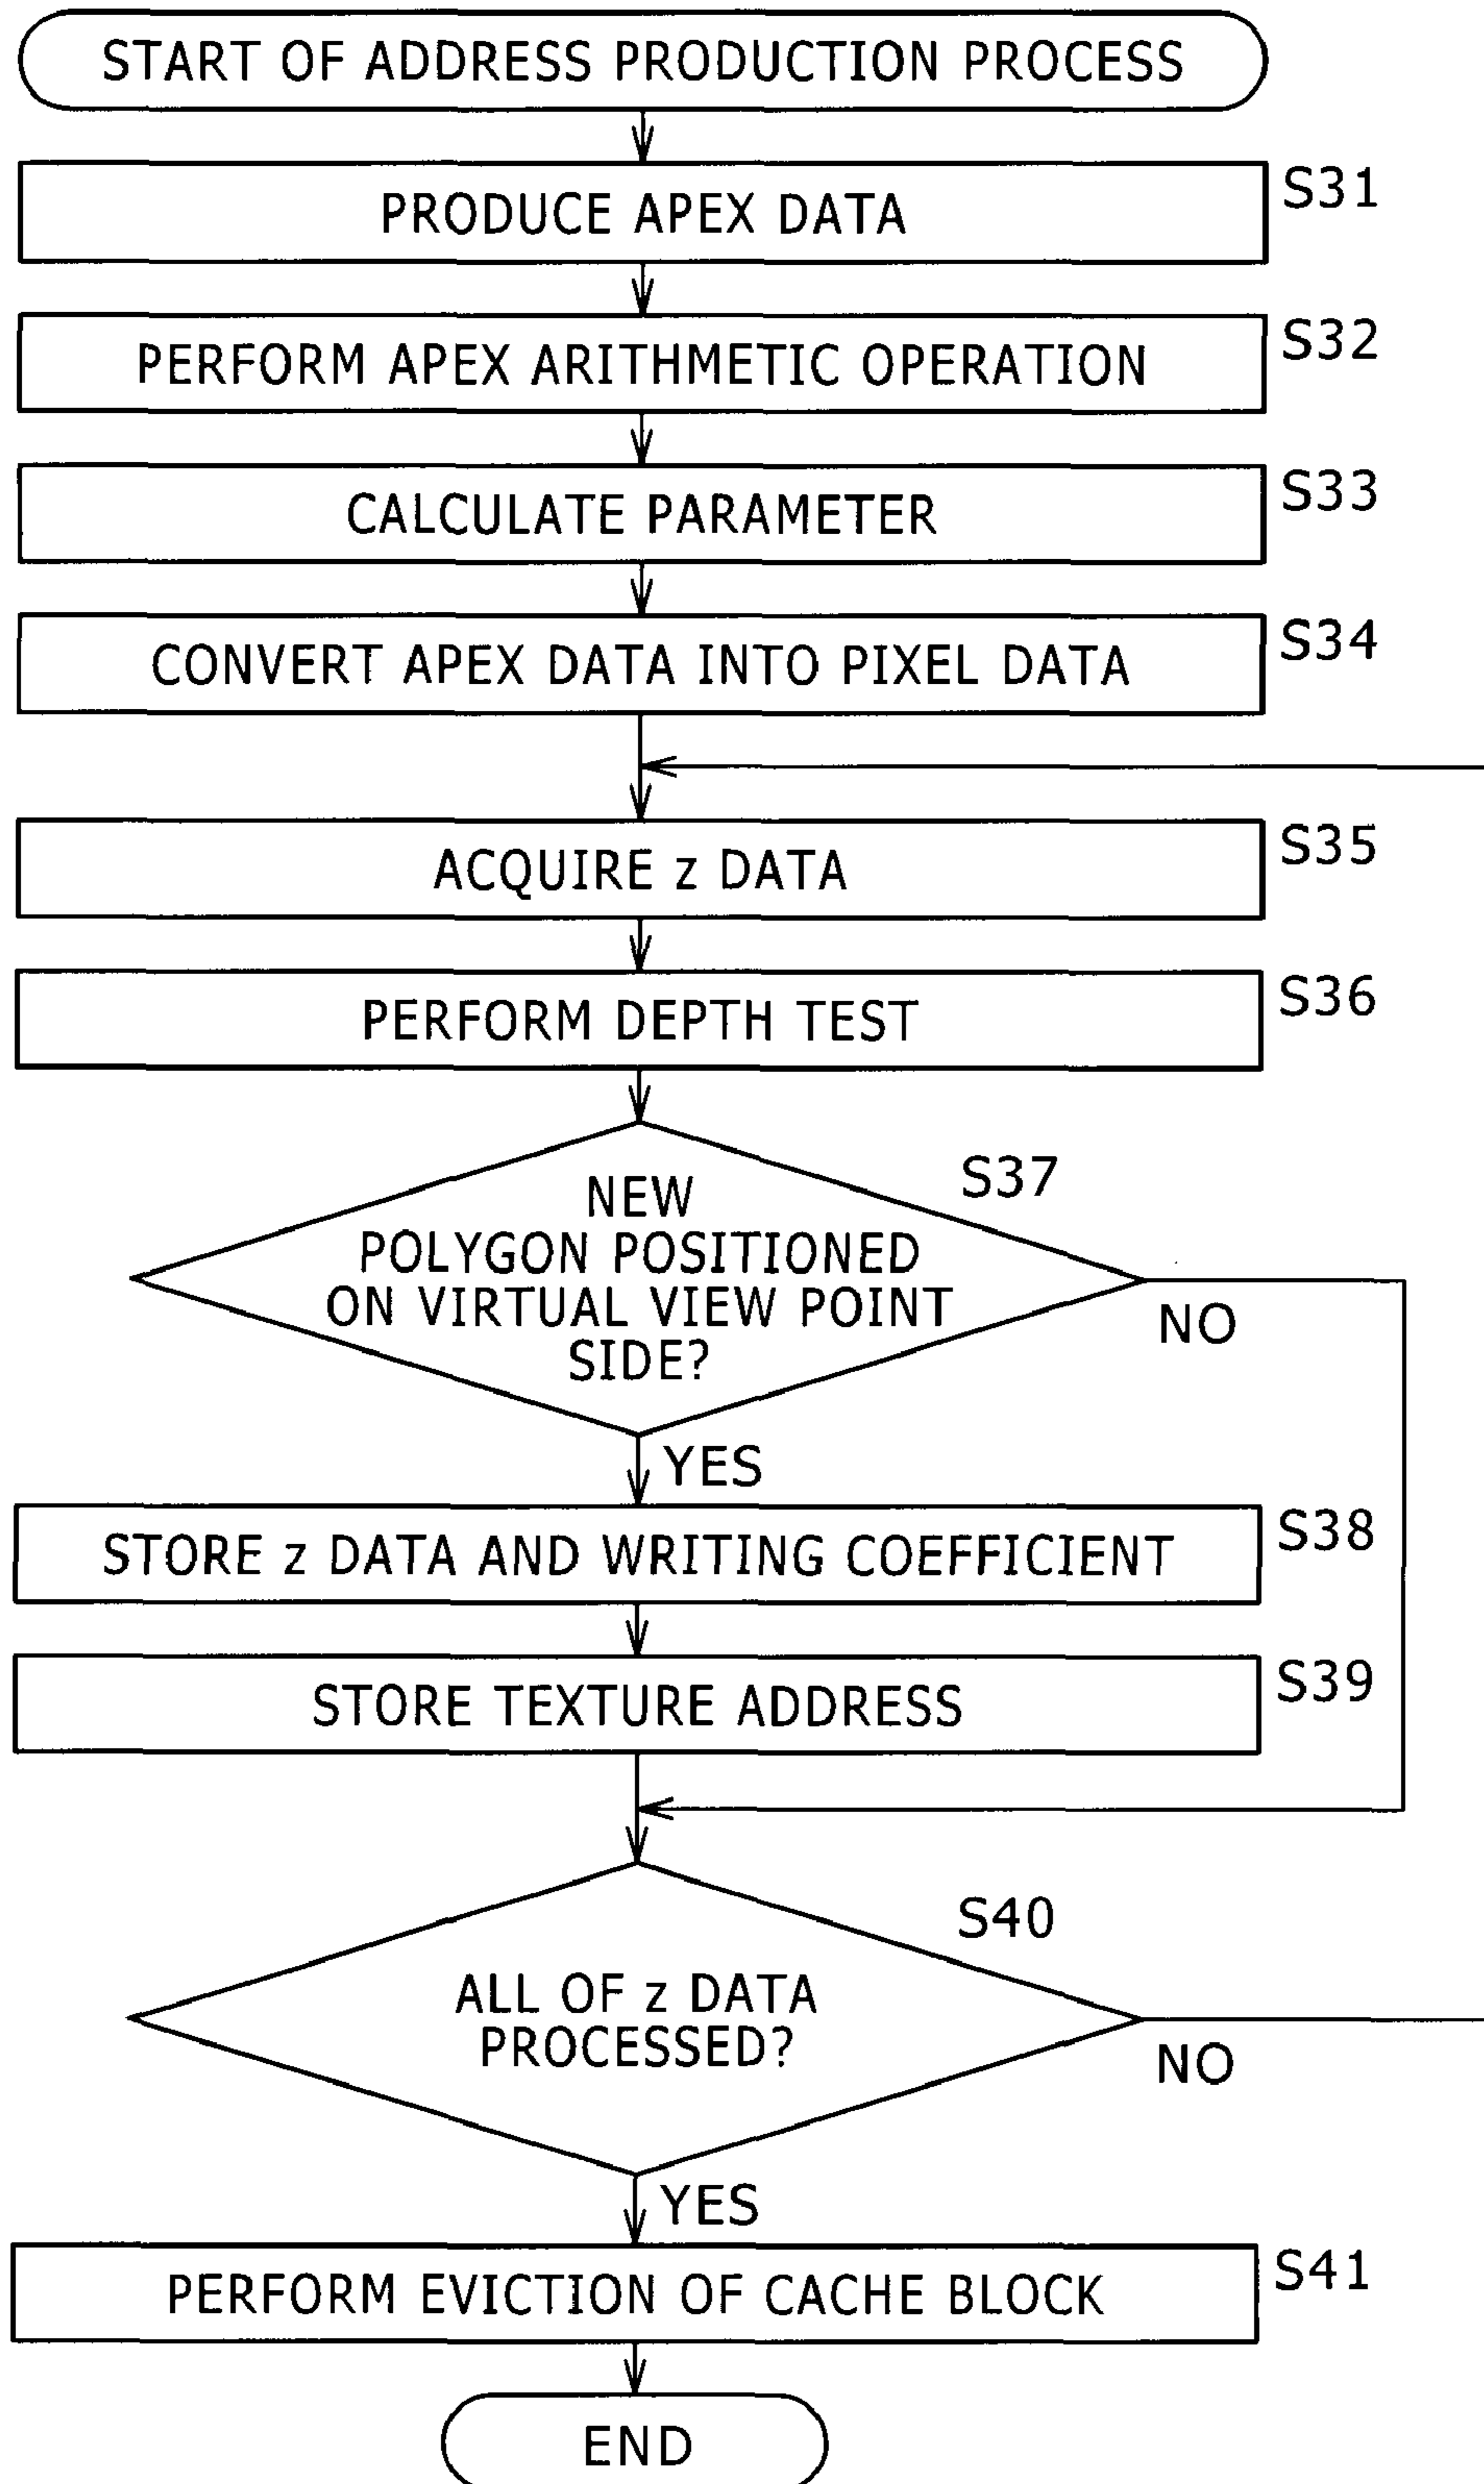 START OF ADDRESS PRODUCTION PROCESS
PRODUCE APEX DATA
S31
PERFORM APEX ARITHMETIC OPERATION
S32
CALCULATE PARAMETER
S33
CONVERT APEX DATA INTO PIXEL DATA
S34
ACQUIRE z DATA
S35
PERFORM DEPTH TEST
S36
S37
NEW
POLYGON POSITIONED
ON VIRTUAL VIEW POINT
SIDE?
NO
YES
STORE z DATA AND WRITING COEFFICIENT
S38
STORE TEXTURE ADDRESS
S39
S40
ALL OF z DATA
PROCESSED?
NO
YES
PERFORM EVICTION OF CACHE BLOCK
S41
END